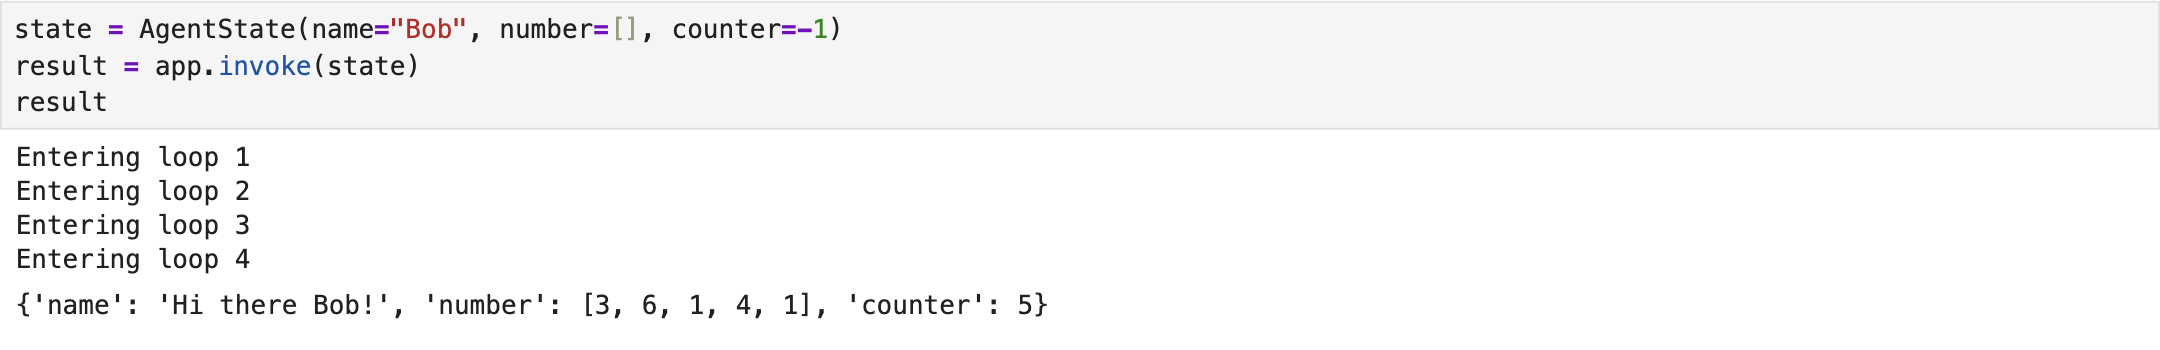 state = AgentState(name="Bob", number=[], counter=-1)
result = app.invoke(state)
result
Entering loop 1
Entering loop 2
Entering loop 3
Entering loop 4
{'name': 'Hi there Bob!', 'number': [3, 6, 1, 4, 1], 'counter': 5}